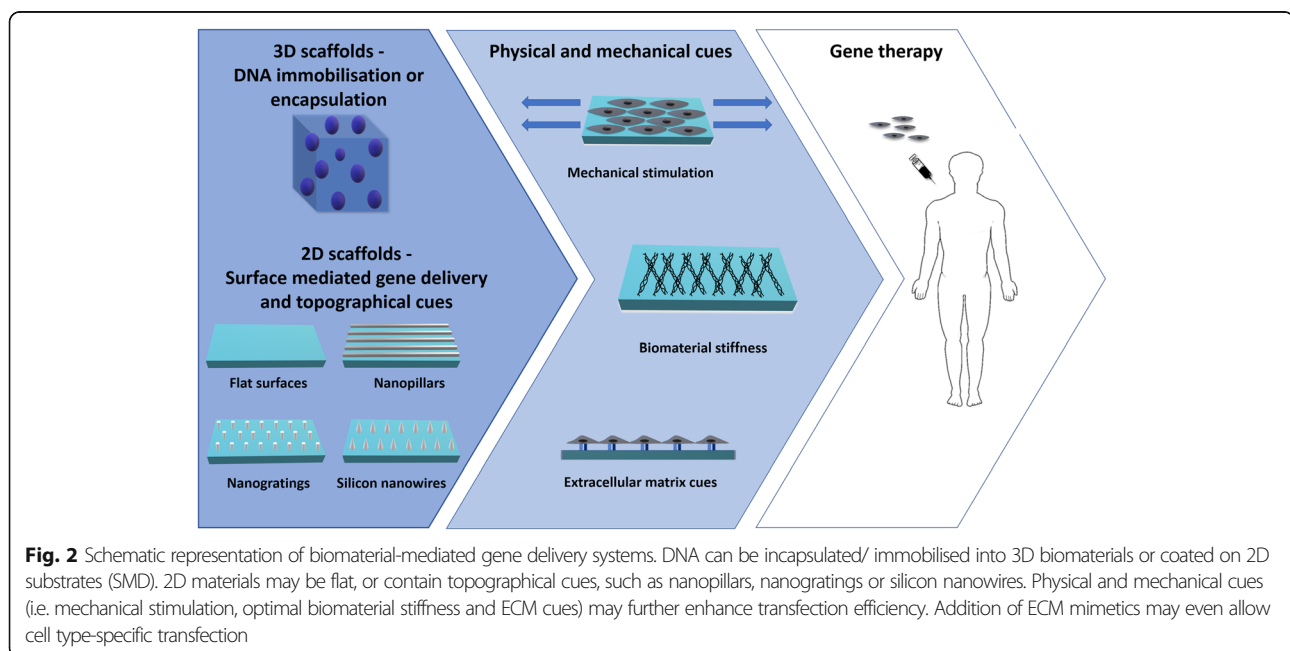 3D scaffolds -
DNA immobilisation or
encapsulation
2D scaffolds -
Surface mediated gene delivery
and topographical cues
Flat surfaces
Nanopillars
Nanogratings
Silicon nanowires
Physical and mechanical cues
Mechanical stimulation
Biomaterial stiffness
Extracellular matrix cues
Gene therapy
Fig. 2 Schematic representation of biomaterial-mediated gene delivery systems. DNA can be incapsulated/ immobilised into 3D biomaterials or coated on 2D
substrates (SMD). 2D materials may be flat, or contain topographical cues, such as nanopillars, nanogratings or silicon nanowires. Physical and mechanical cues
(i.e. mechanical stimulation, optimal biomaterial stiffness and ECM cues) may further enhance transfection efficiency. Addition of ECM mimetics may even allow
cell type-specific transfection